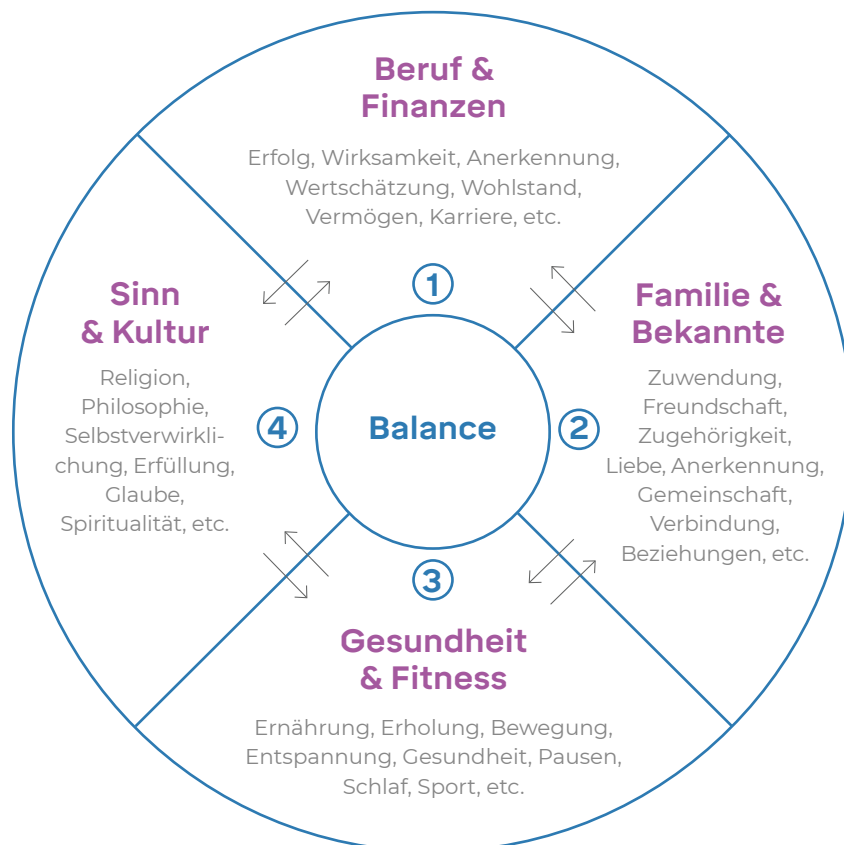 Beruf &
Finanzen
Erfolg, Wirksamkeit, Anerkennung,
Wertschätzung, Wohlstand,
Vermögen, Karriere, etc.
1
Familie &
Bekannte
Zuwendung,
Freundschaft,
Zugehörigkeit,
Liebe, Anerkennung,
Gemeinschaft,
Verbindung,
Beziehungen, etc.
2
Balance
Sinn
& Kultur
Religion,
Philosophie,
Selbstverwirkli-
chung, Erfüllung,
Glaube,
Spiritualität, etc.
4
3
Gesundheit
& Fitness
Ernährung, Erholung, Bewegung,
Entspannung, Gesundheit, Pausen,
Schlaf, Sport, etc.